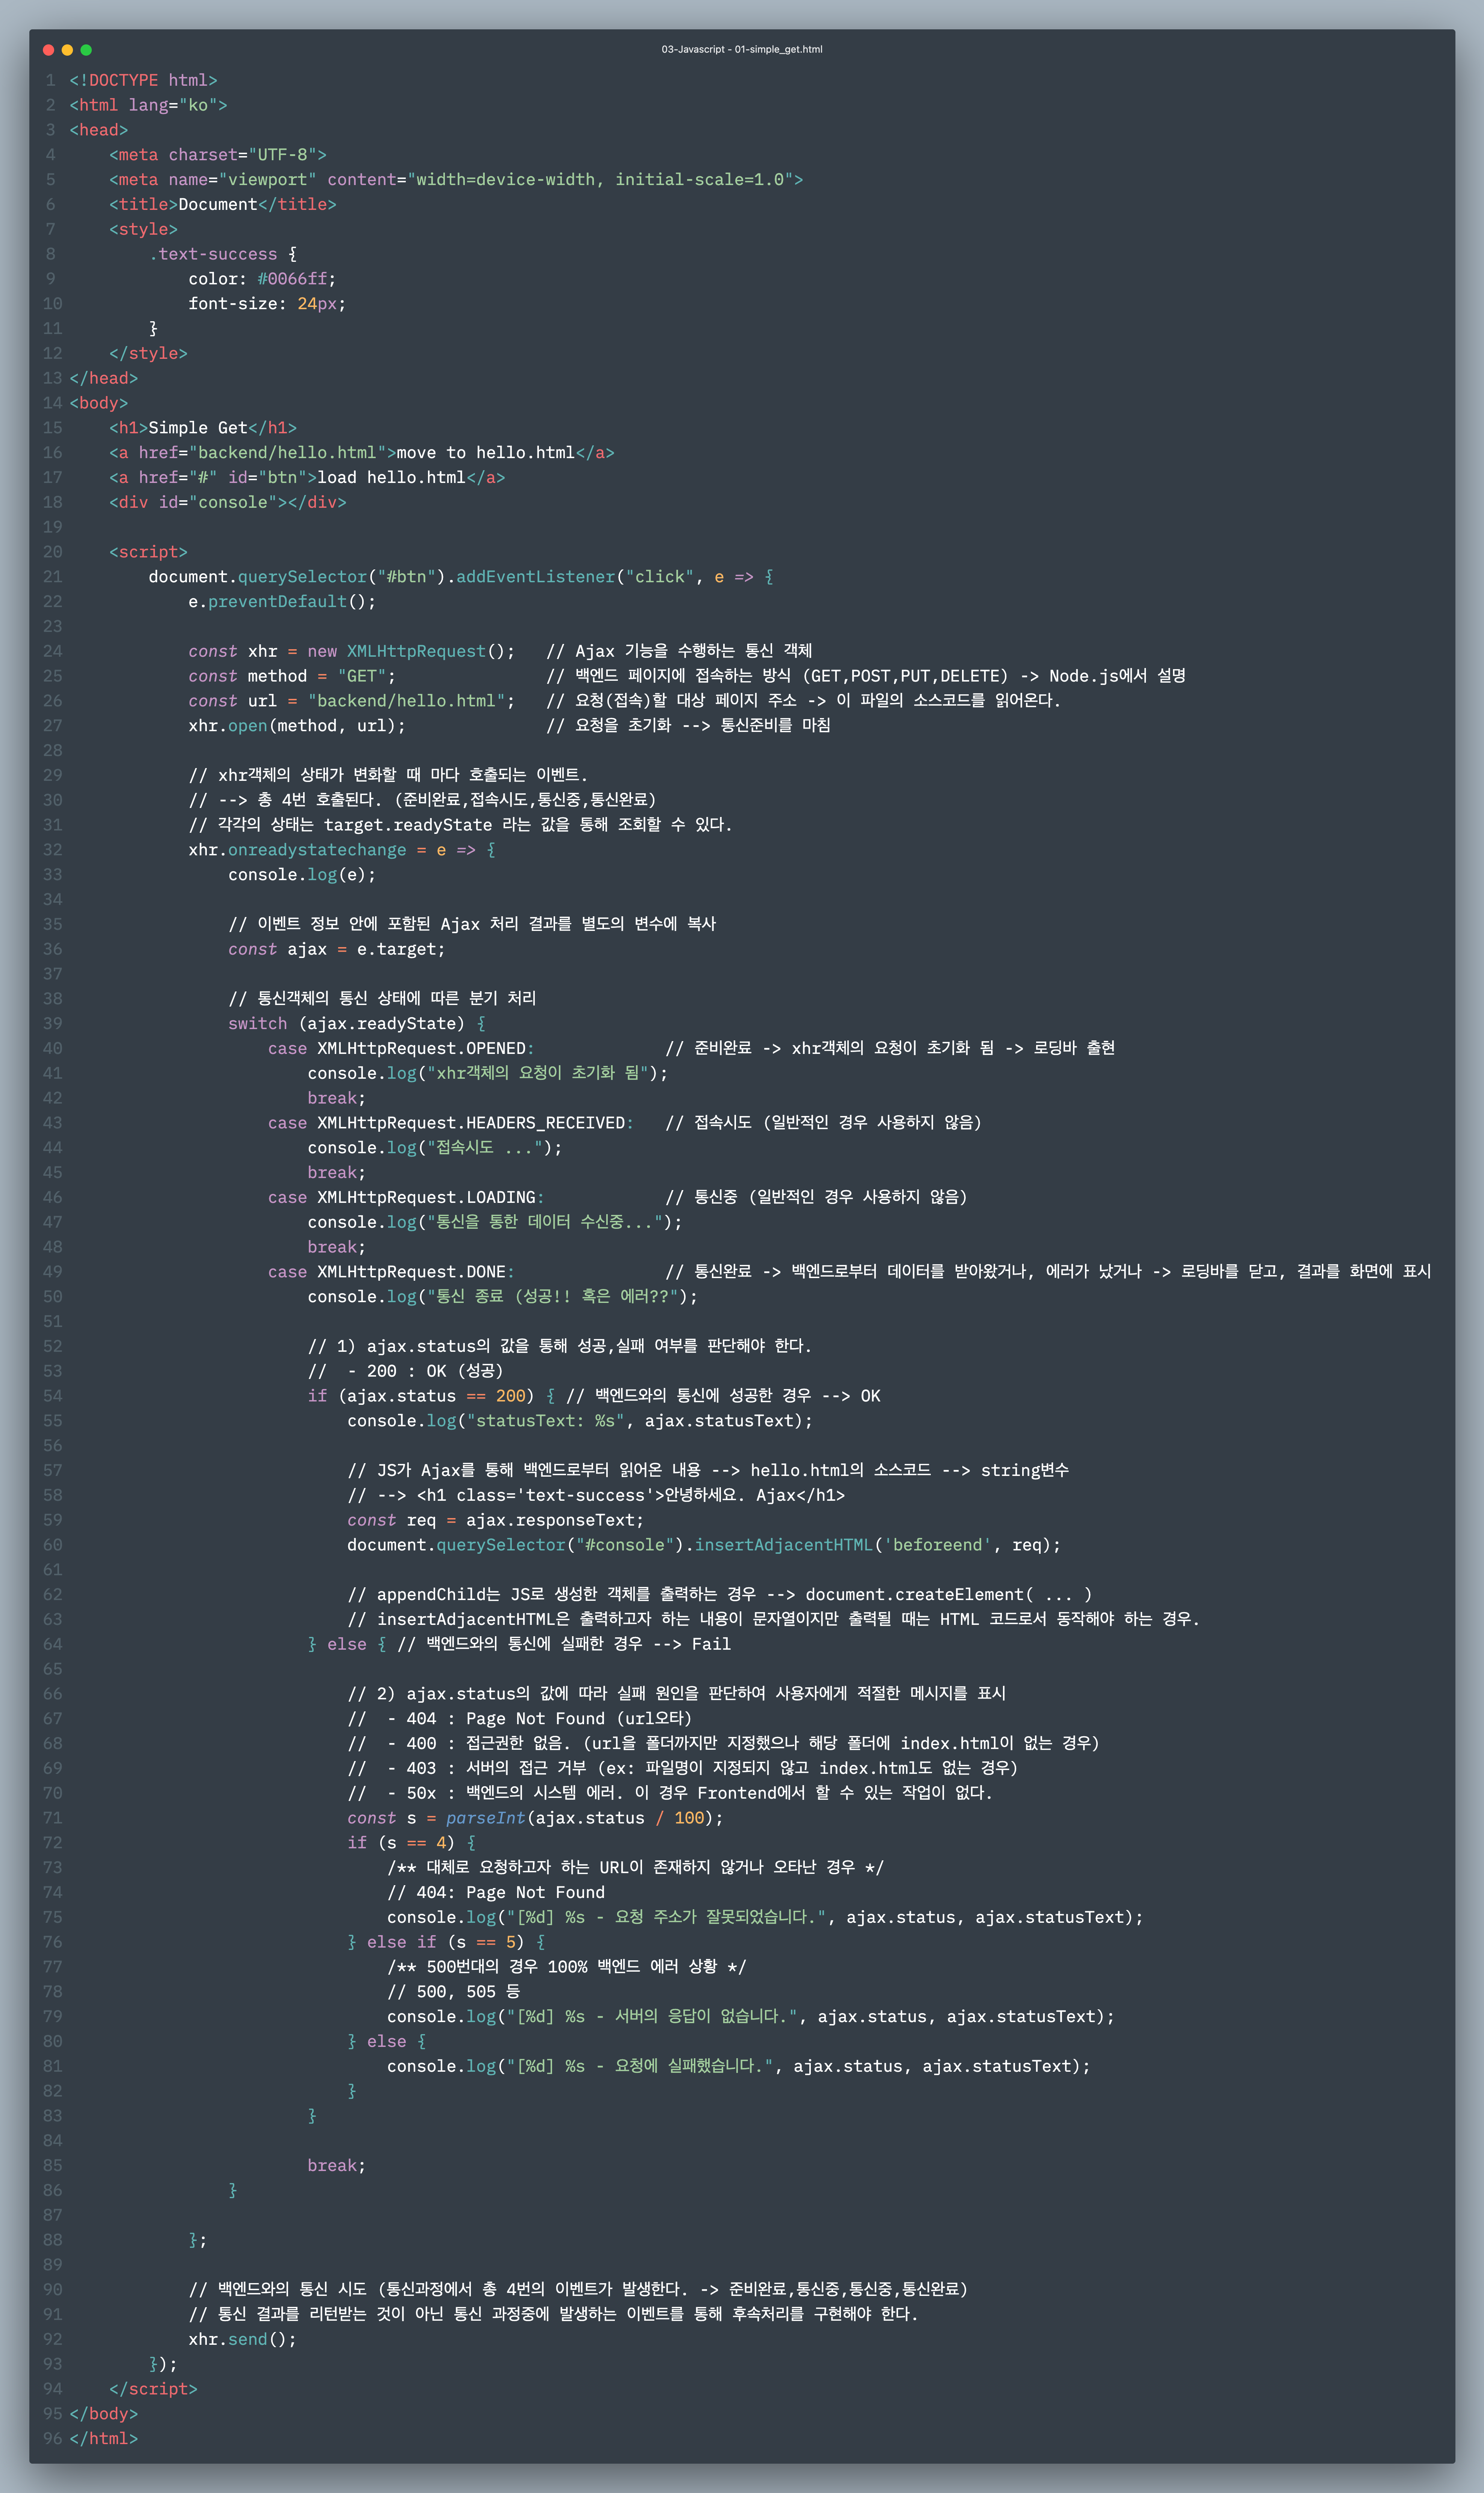 03-Javascript - 01-simple_get.html
1 <!DOCTYPE html>
2 <html lang="ko">
3 <head>
4     <meta charset="UTF-8">
5     <meta name="viewport" content="width=device-width, initial-scale=1.0">
6     <title>Document</title>
7     <style>
8         .text-success {
9             color: #0066ff;
10             font-size: 24px;
11         }
12     </style>
13 </head>
14 <body>
15     <h1>Simple Get</h1>
16     <a href="backend/hello.html">move to hello.html</a>
17     <a href="#" id="btn">load hello.html</a>
18     <div id="console"></div>
19
20     <script>
21         document.querySelector("#btn").addEventListener("click", e => {
22             e.preventDefault();
23
24             const xhr = new XMLHttpRequest();   // Ajax 기능을 수행하는 통신 객체
25             const method = "GET";               // 백엔드 페이지에 접속하는 방식 (GET,POST,PUT,DELETE) -> Node.js에서 설명
26             const url = "backend/hello.html";   // 요청(접속)할 대상 페이지 주소 -> 이 파일의 소스코드를 읽어온다.
27             xhr.open(method, url);              // 요청을 초기화 --> 통신준비를 마침
28
29             // xhr객체의 상태가 변화할 때 마다 호출되는 이벤트.
30             // --> 총 4번 호출된다. (준비완료,접속시도,통신중,통신완료)
31             // 각각의 상태는 target.readyState 라는 값을 통해 조회할 수 있다.
32             xhr.onreadystatechange = e => {
33                 console.log(e);
34
35                 // 이벤트 정보 안에 포함된 Ajax 처리 결과를 별도의 변수에 복사
36                 const ajax = e.target;
37
38                 // 통신객체의 통신 상태에 따른 분기 처리
39                 switch (ajax.readyState) {
40                     case XMLHttpRequest.OPENED:             // 준비완료 -> xhr객체의 요청이 초기화 됨 -> 로딩바 출현
41                         console.log("xhr객체의 요청이 초기화 됨");
42                         break;
43                     case XMLHttpRequest.HEADERS_RECEIVED:   // 접속시도 (일반적인 경우 사용하지 않음)
44                         console.log("접속시도 ...");
45                         break;
46                     case XMLHttpRequest.LOADING:            // 통신중 (일반적인 경우 사용하지 않음)
47                         console.log("통신을 통한 데이터 수신중...");
48                         break;
49                     case XMLHttpRequest.DONE:               // 통신완료 -> 백엔드로부터 데이터를 받아왔거나, 에러가 났거나 -> 로딩바를 닫고, 결과를 화면에 표시
50                         console.log("통신 종료 (성공!! 혹은 에러??");
51
52                         // 1) ajax.status의 값을 통해 성공,실패 여부를 판단해야 한다.
53                         //  - 200 : OK (성공)
54                         if (ajax.status == 200) { // 백엔드와의 통신에 성공한 경우 --> OK
55                             console.log("statusText: %s", ajax.statusText);
56
57                             // JS가 Ajax를 통해 백엔드로부터 읽어온 내용 --> hello.html의 소스코드 --> string변수
58                             // --> <h1 class='text-success'>안녕하세요. Ajax</h1>
59                             const req = ajax.responseText;
60                             document.querySelector("#console").insertAdjacentHTML('beforeend', req);
61
62                             // appendChild는 JS로 생성한 객체를 출력하는 경우 --> document.createElement( ... )
63                             // insertAdjacentHTML은 출력하고자 하는 내용이 문자열이지만 출력될 때는 HTML 코드로서 동작해야 하는 경우.
64                         } else { // 백엔드와의 통신에 실패한 경우 --> Fail
65
66                             // 2) ajax.status의 값에 따라 실패 원인을 판단하여 사용자에게 적절한 메시지를 표시
67                             //  - 404 : Page Not Found (url오타)
68                             //  - 400 : 접근권한 없음. (url을 폴더까지만 지정했으나 해당 폴더에 index.html이 없는 경우)
69                             //  - 403 : 서버의 접근 거부 (ex: 파일명이 지정되지 않고 index.html도 없는 경우)
70                             //  - 50x : 백엔드의 시스템 에러. 이 경우 Frontend에서 할 수 있는 작업이 없다.
71                             const s = parseInt(ajax.status / 100);
72                             if (s == 4) {
73                                 /** 대체로 요청하고자 하는 URL이 존재하지 않거나 오타난 경우 */
74                                 // 404: Page Not Found
75                                 console.log("[%d] %s - 요청 주소가 잘못되었습니다.", ajax.status, ajax.statusText);
76                             } else if (s == 5) {
77                                 /** 500번대의 경우 100% 백엔드 에러 상황 */
78                                 // 500, 505 등
79                                 console.log("[%d] %s - 서버의 응답이 없습니다.", ajax.status, ajax.statusText);
80                             } else {
81                                 console.log("[%d] %s - 요청에 실패했습니다.", ajax.status, ajax.statusText);
82                             }
83                         }
84
85                         break;
86                 }
87
88             };
89
90             // 백엔드와의 통신 시도 (통신과정에서 총 4번의 이벤트가 발생한다. -> 준비완료,통신중,통신중,통신완료)
91             // 통신 결과를 리턴받는 것이 아닌 통신 과정중에 발생하는 이벤트를 통해 후속처리를 구현해야 한다.
92             xhr.send();
93         });
94     </script>
95 </body>
96 </html>